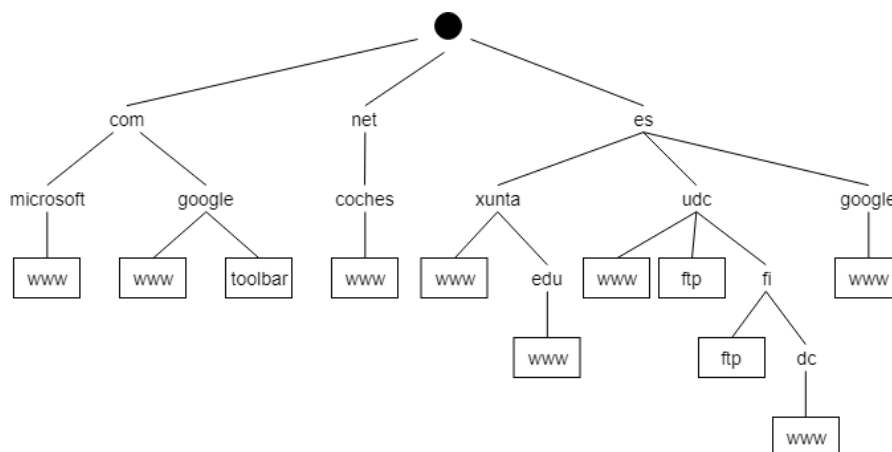 com net es
microsoft google coches xunta udc google
www www toolbar www www edu www ftp fi www
www ftp dc
www